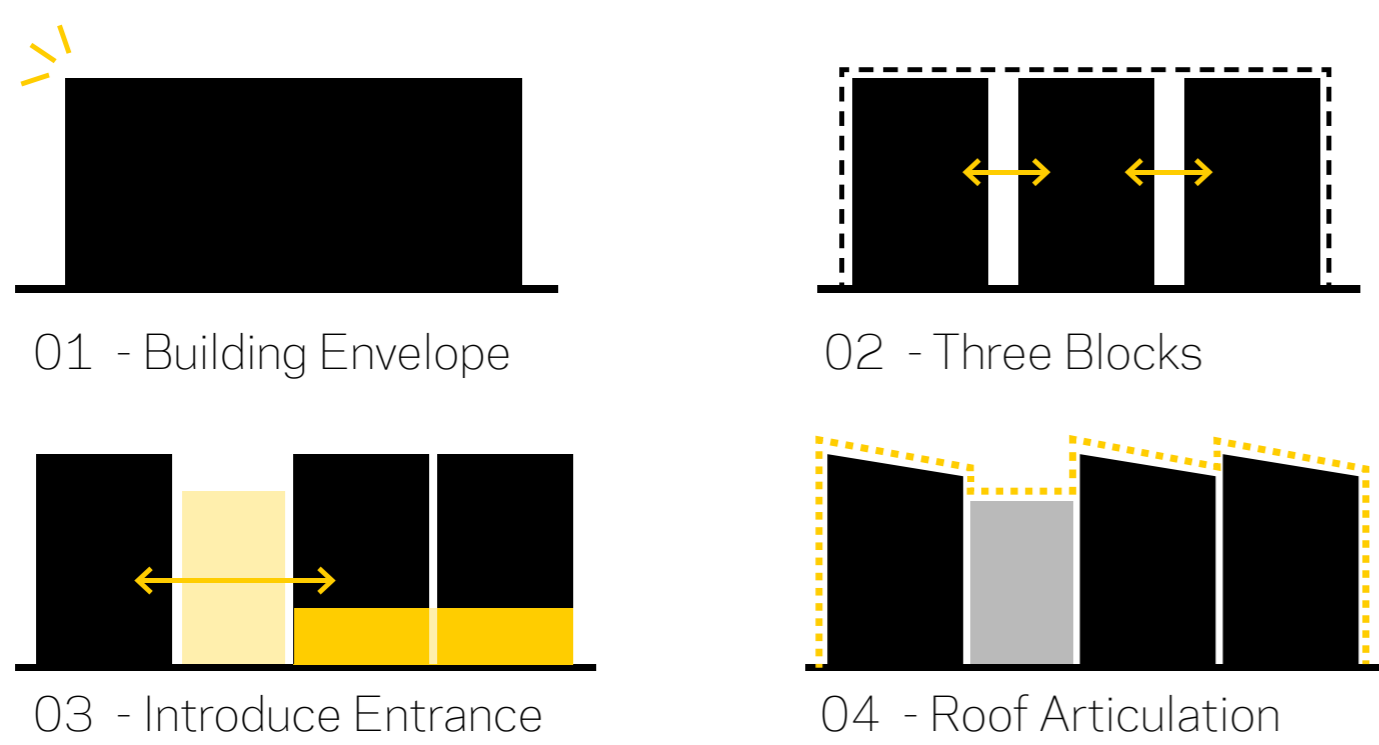 01 - Building Envelope
02 - Three Blocks
03 - Introduce Entrance
04 - Roof Articulation